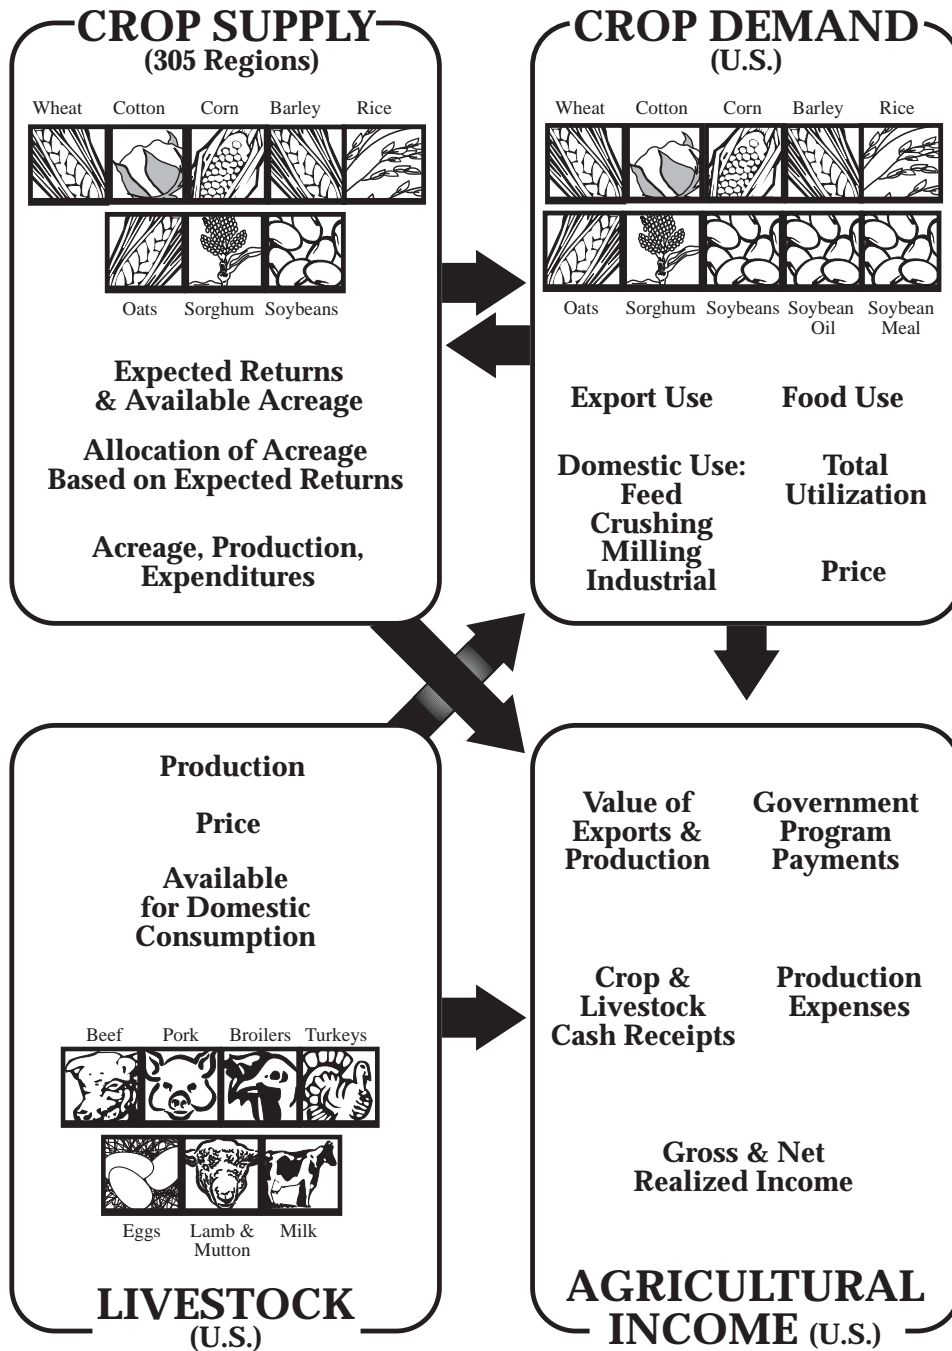 CROP SUPPLY
(305 Regions)
Wheat Cotton Corn Barley Rice
Oats Sorghum Soybeans
Expected Returns
& Available Acreage
Allocation of Acreage
Based on Expected Returns
Acreage, Production,
Expenditures
CROP DEMAND
(U.S.)
Wheat Cotton Corn Barley Rice
Oats Sorghum Soybeans Soybean Soybean
Oil Meal
Export Use Food Use
Domestic Use:
Feed
Crushing
Milling
Industrial
Total
Utilization
Price
Production
Price
Available
for Domestic
Consumption
Beef Pork Broilers Turkeys
Eggs Lamb & Milk
Mutton
LIVESTOCK
(U.S.)
Value of
Exports &
Production
Government
Program
Payments
Crop &
Livestock
Cash Receipts
Production
Expenses
Gross & Net
Realized Income
AGRICULTURAL
INCOME (U.S.)